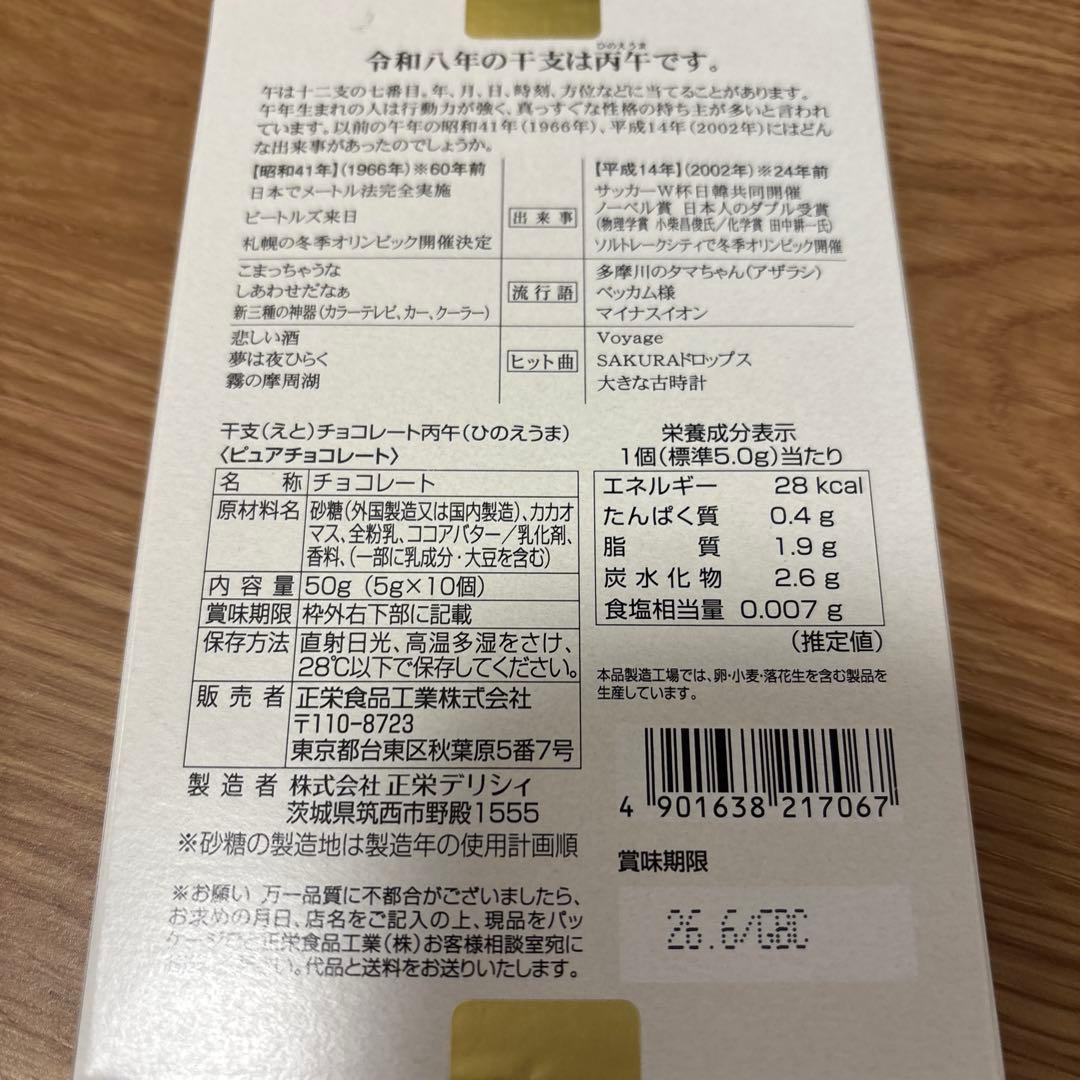 ひのえうま
令和八年の干支は丙午です。
午は十二支の七番目。年、月、日、時刻、方位などに当てることがあります。
午年生まれの人は行動力が強く、真っすぐな性格の持ち主が多いと言われ
ています。以前の午年の昭和41年(1966年)、平成14年(2002年)にはどん
な出来事があったのでしょうか。
【昭和41年】(1966年)※60年前
日本でメートル法完全実施
ビートルズ来日
札幌の冬季オリンピック開催決定
出来事
【平成14年】(2002年)※24年前
サッカーW杯日韓共同開催
ノーベル賞 日本人のダブル受賞
(物理学賞 小柴昌俊氏/化学賞 田中耕一氏)
ソルトレークシティで冬季オリンピック開催
こまっちゃうな
しあわせだなぁ
新三種の神器(カラーテレビ、カー、クーラー)
流行語
多摩川のタマちゃん(アザラシ)
ベッカム様
マイナスイオン
悲しい酒
夢は夜ひらく
霧の摩周湖
ヒット曲
Voyage
SAKURAドロップス
大きな古時計
干支(えと)チョコレート丙午(ひのえうま)
〈ピュアチョコレート〉
名称 チョコレート
原材料名 砂糖(外国製造又は国内製造)、カカオ
マス、全粉乳、ココアバター/乳化剤、
香料、(一部に乳成分・大豆を含む)
内容量 50g (5g×10個)
賞味期限 枠外右下部に記載
保存方法 直射日光、高温多湿をさけ、
28℃以下で保存してください。
販売者 正栄食品工業株式会社
〒110-8723
東京都台東区秋葉原5番7号
製造者 株式会社 正栄デリシィ
茨城県筑西市野殿1555
※砂糖の製造地は製造年の使用計画順
※お願い 万一品質に不都合がございましたら、
お求めの月日、店名をご記入の上、現品をパッ
ケージごと正栄食品工業(株)お客様相談室宛に
い。代品と送料をお送りいたします。
栄養成分表示
1個(標準5.0g)当たり
エネルギー 28 kcal
たんぱく質 0.4 g
脂質 1.9 g
炭水化物 2.6 g
食塩相当量 0.007 g
(推定値)
本品製造工場では、卵・小麦・落花生を含む製品を
生産しています。
4 901638 217067
賞味期限
26.6/GBC